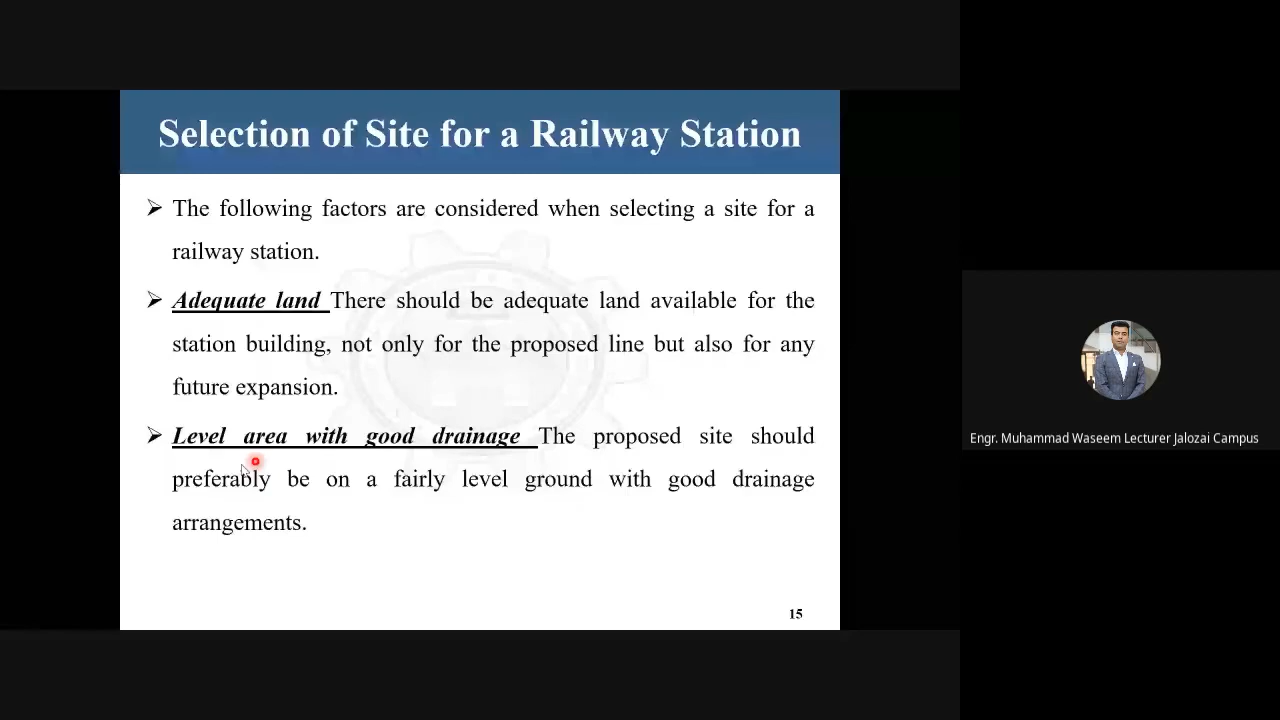 Selection of Site for a Railway Station
➢ The following factors are considered when selecting a site for a
railway station.
➢ Adequate land There should be adequate land available for the
station building, not only for the proposed line but also for any
future expansion.
➢ Level area with good drainage The proposed site should
preferably be on a fairly level ground with good drainage
arrangements.
15
Engr. Muhammad Waseem Lecturer Jalozai Campus